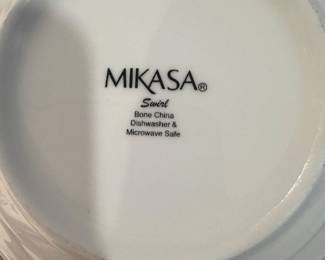 MIKASA®
Swirl
Bone China
Dishwasher &
Microwave Safe